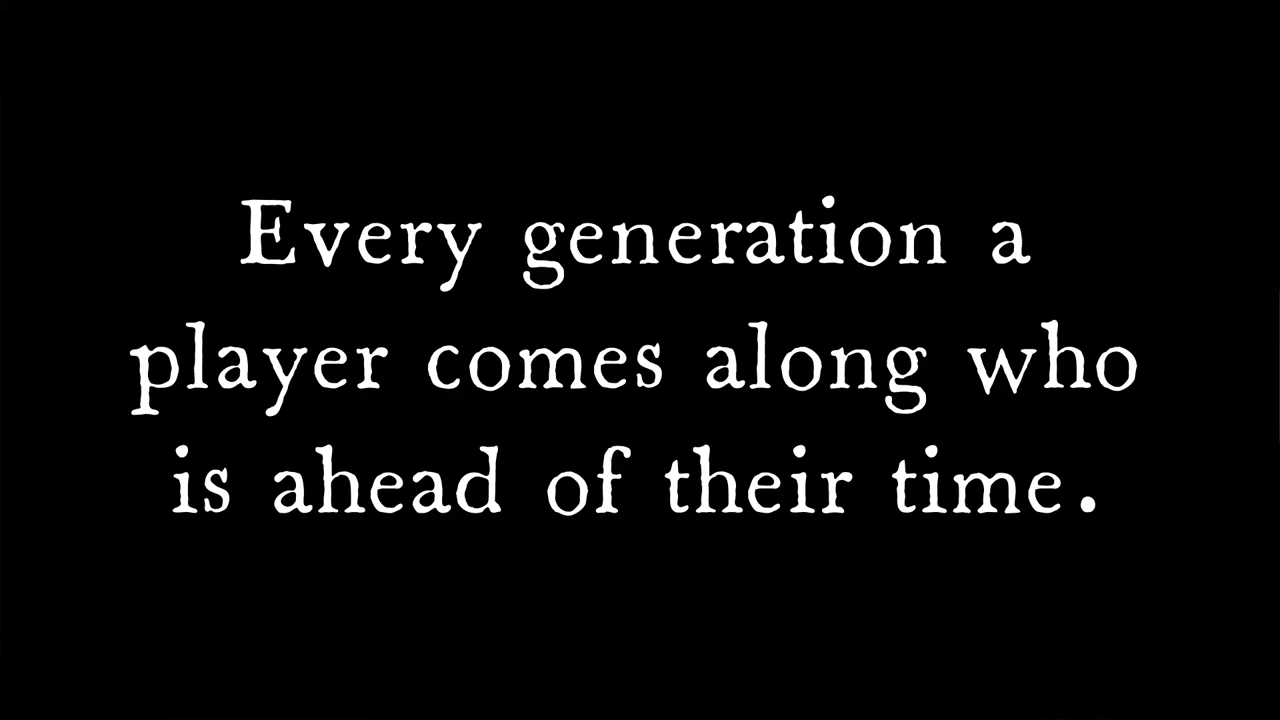 Every generation a
player comes along who
is ahead of their time.